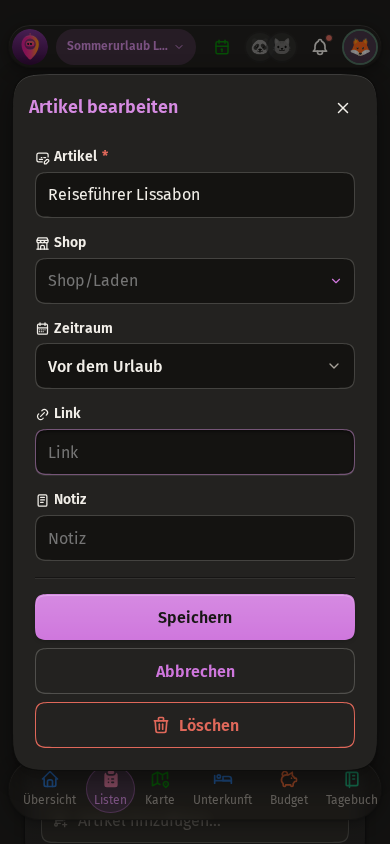 Sommerurlaub L...
Artikel bearbeiten
Artikel *
Reiseführer Lissabon
Shop
Shop/Laden
Zeitraum
Vor dem Urlaub
Link
Link
Notiz
Notiz
Speichern
Abbrechen
Löschen
Übersicht Listen Karte Unterkunft Budget Tagebuch
Artikel hinzufügen...